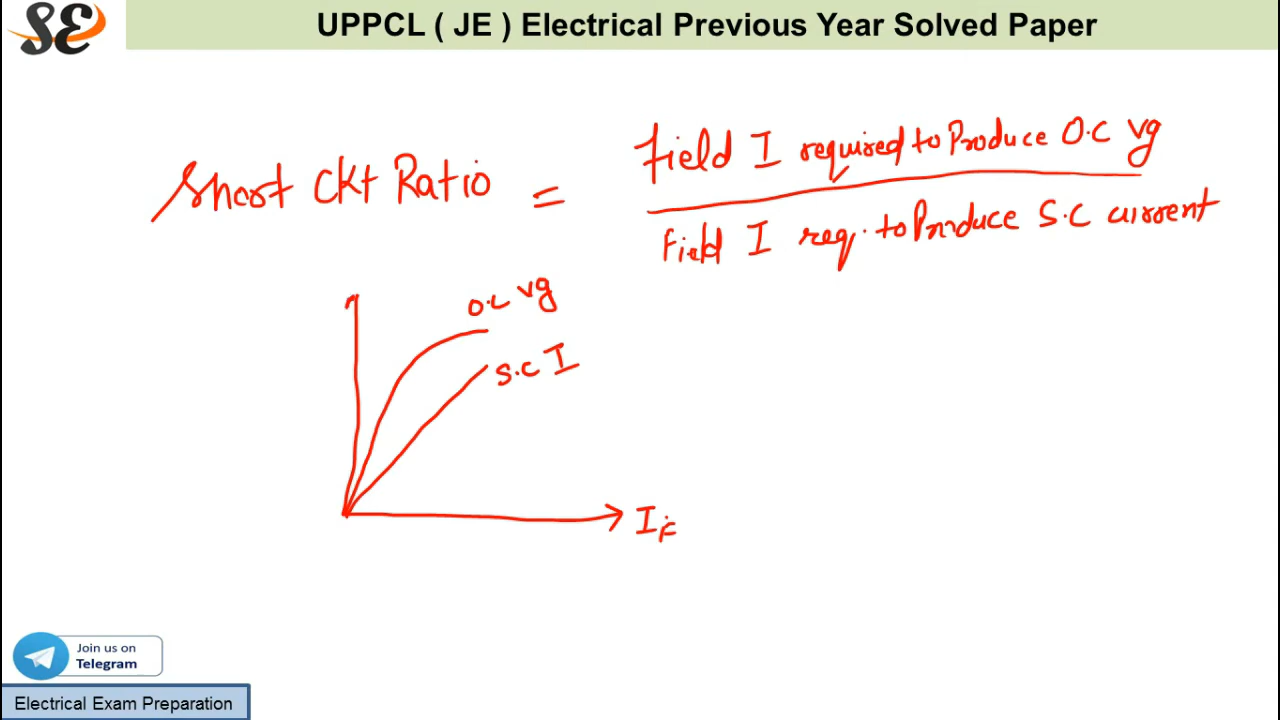 SE
UPPCL ( JE ) Electrical Previous Year Solved Paper
Short Ckt Ratio =
field I required to Produce O.C Vg
Field I req. to Produce S.C current
O.C Vg
S.C I
IF
Join us on
Telegram
Electrical Exam Preparation